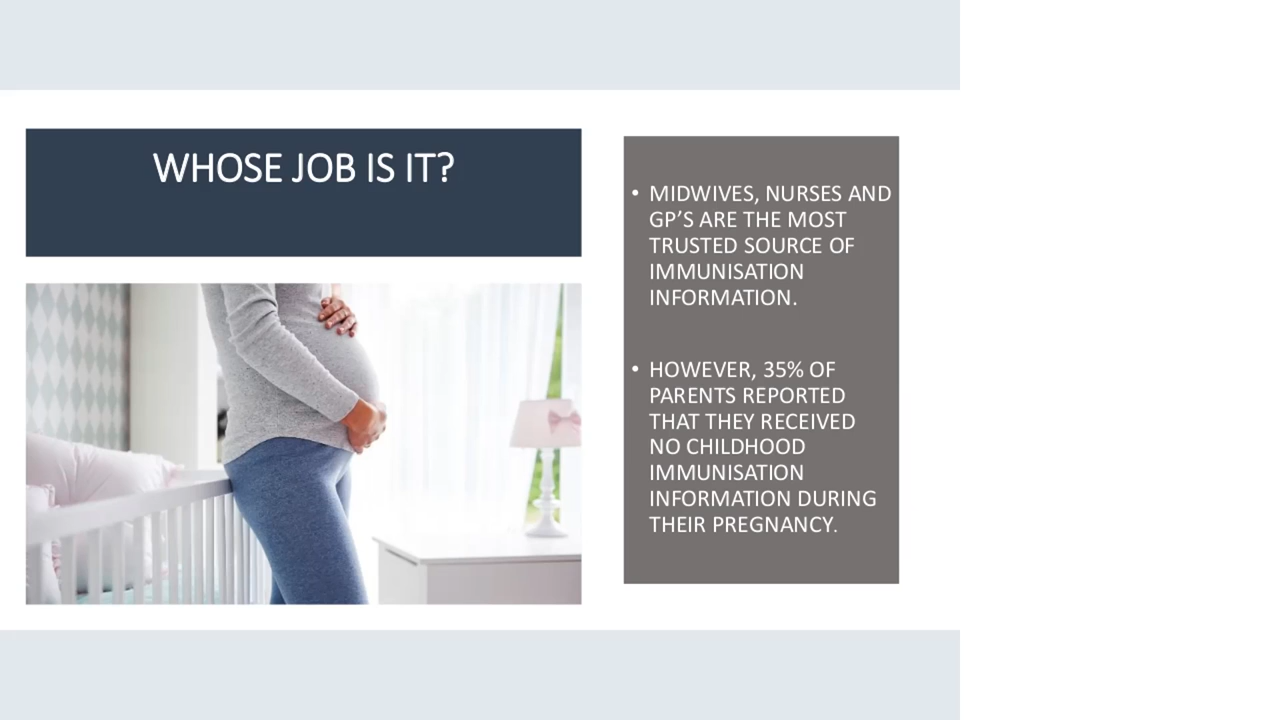 WHOSE JOB IS IT?
• MIDWIVES, NURSES AND
GP’S ARE THE MOST
TRUSTED SOURCE OF
IMMUNISATION
INFORMATION.
• HOWEVER, 35% OF
PARENTS REPORTED
THAT THEY RECEIVED
NO CHILDHOOD
IMMUNISATION
INFORMATION DURING
THEIR PREGNANCY.